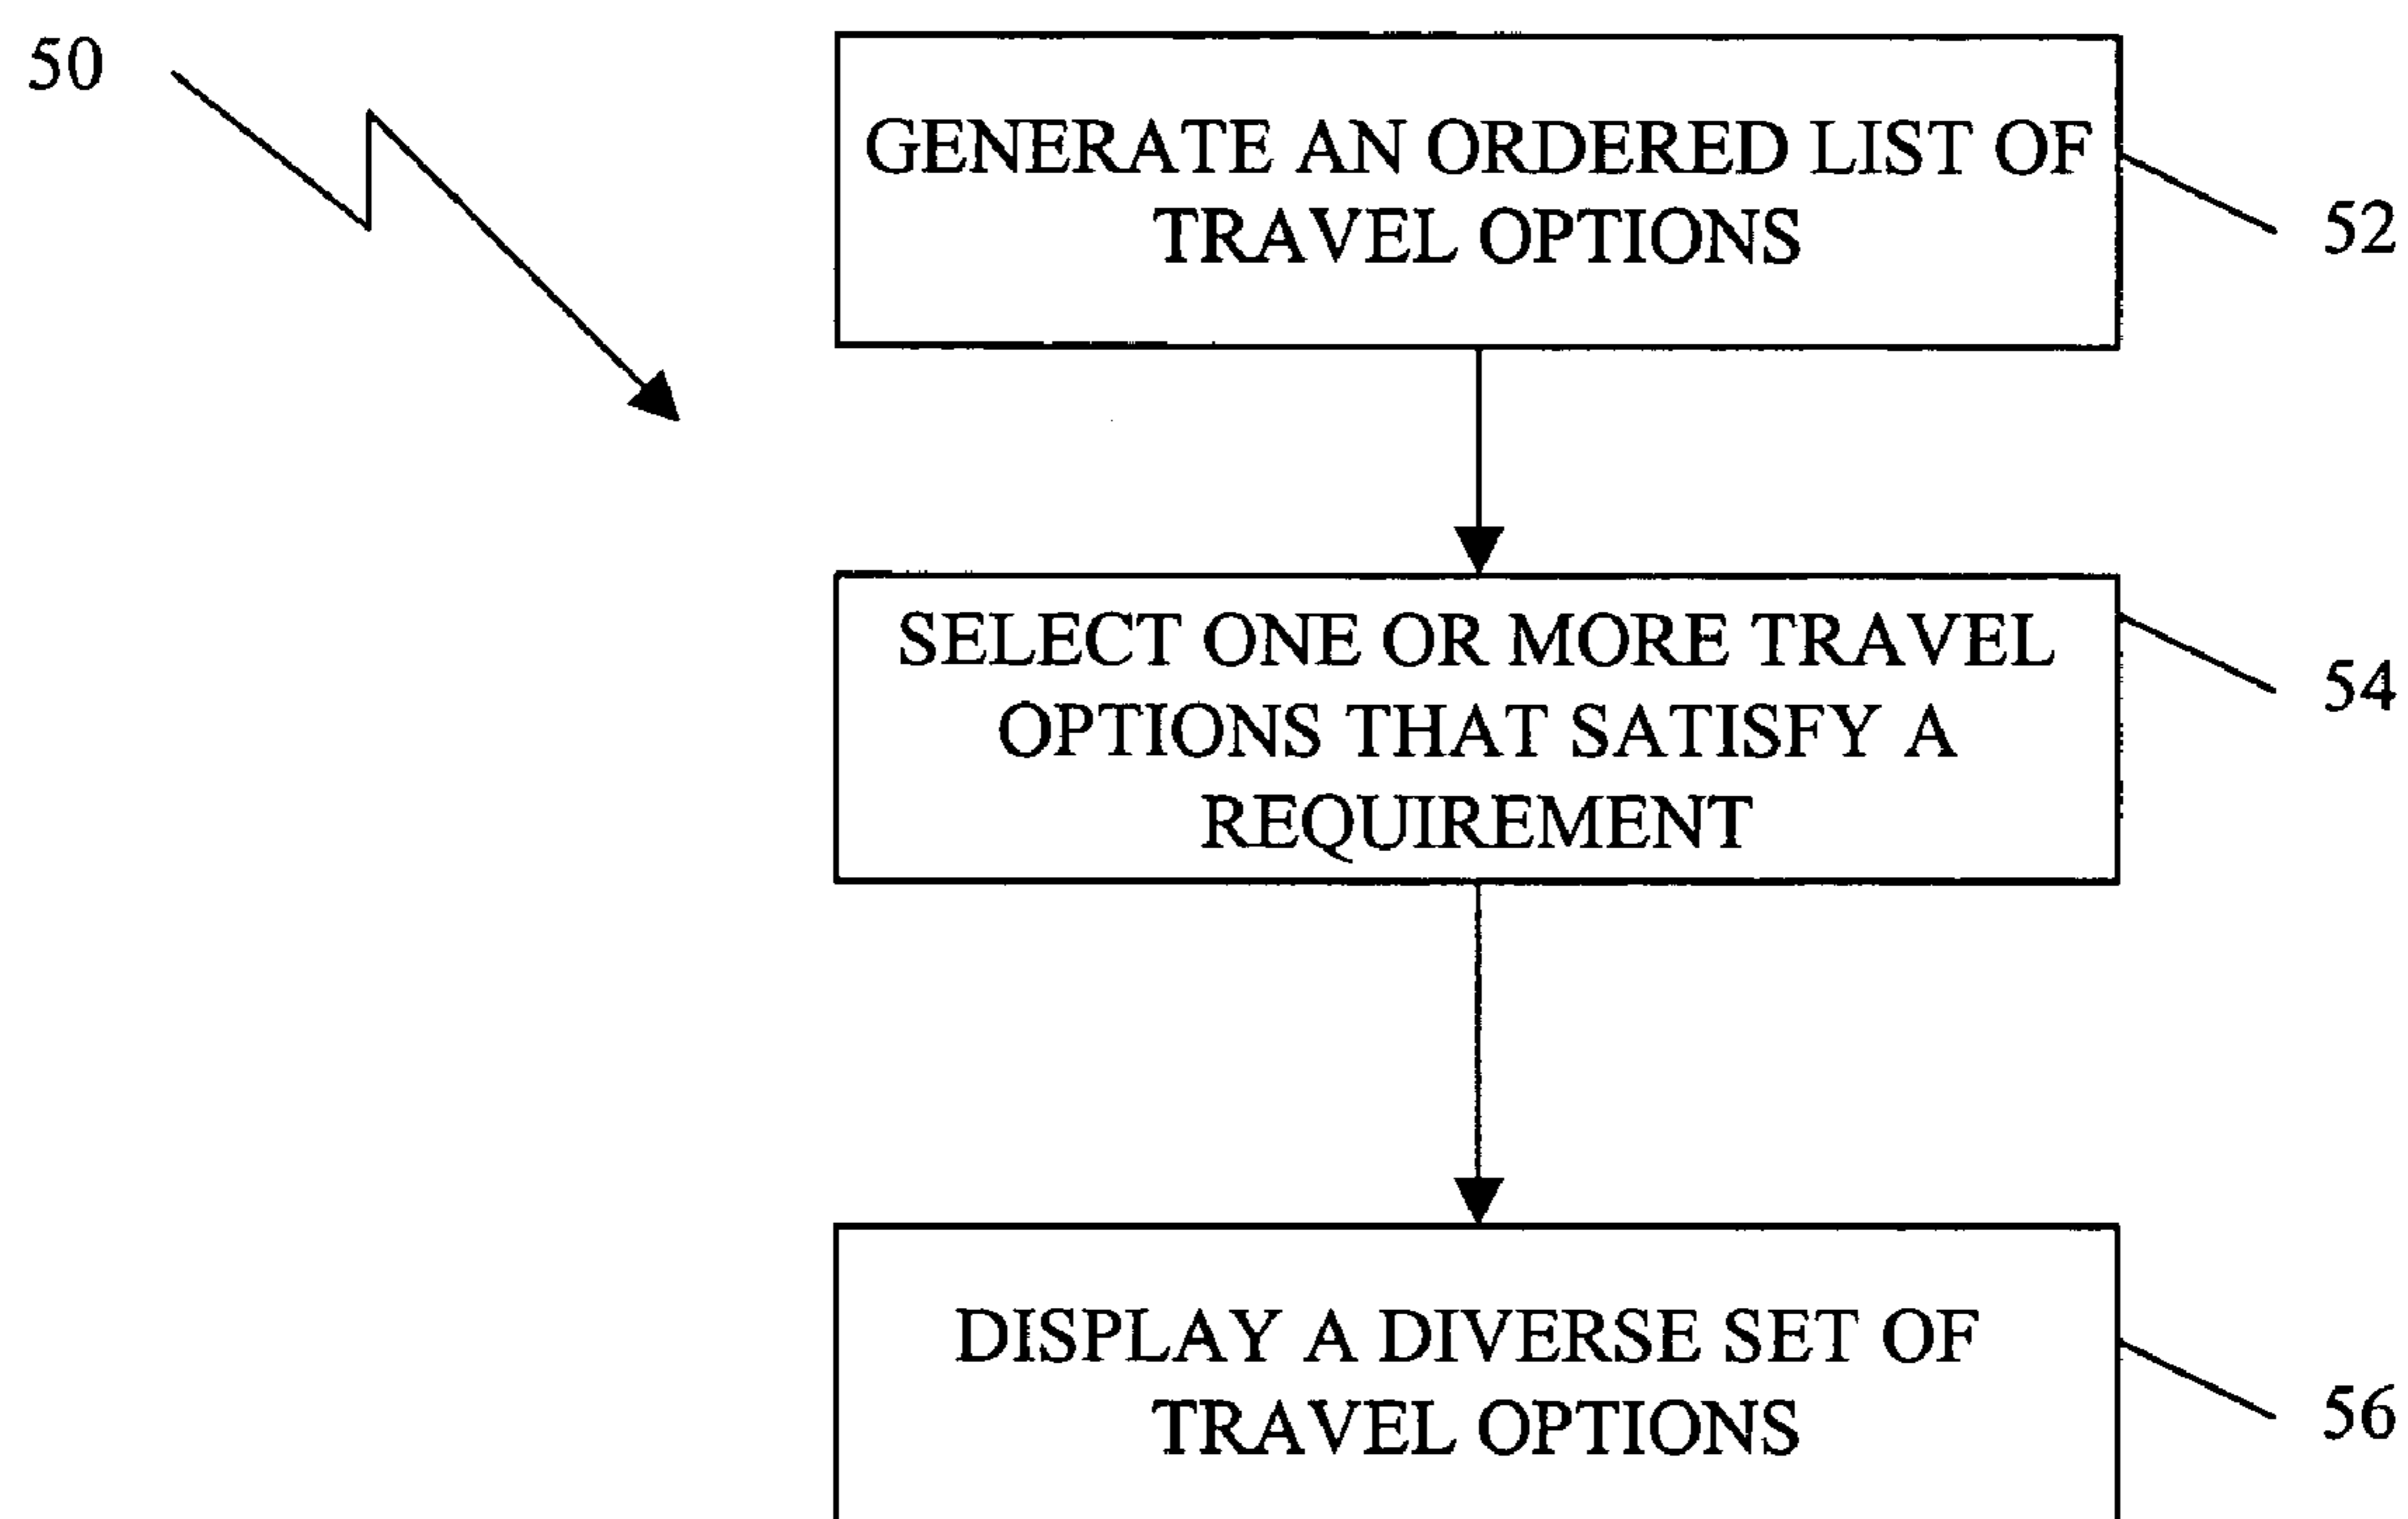 50
GENERATE AN ORDERED LIST OF
TRAVEL OPTIONS
52
SELECT ONE OR MORE TRAVEL
OPTIONS THAT SATISFY A
REQUIREMENT
54
DISPLAY A DIVERSE SET OF
TRAVEL OPTIONS
56